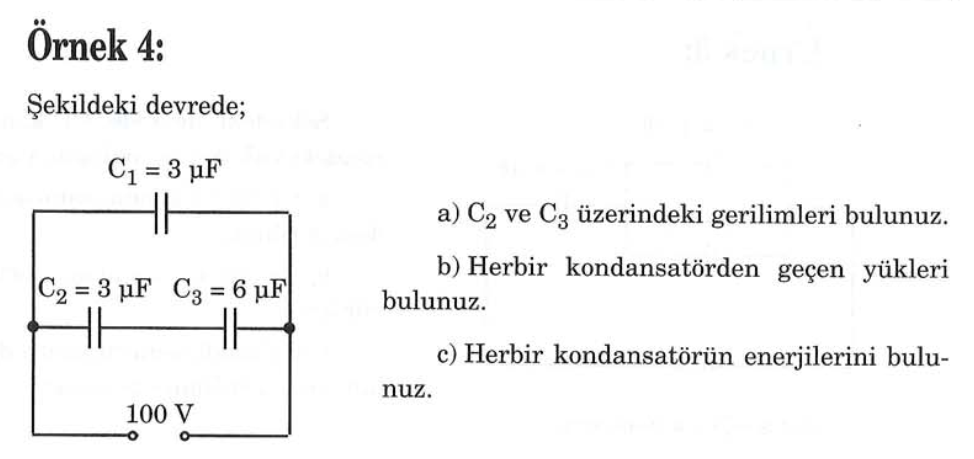 Örnek 4:
Şekildeki devrede;
C₁ = 3 µF
C₂ = 3 µF C₃ = 6 µF
100 V
a) C₂ ve C₃ üzerindeki gerilimleri bulunuz.
b) Herbir kondansatörden geçen yükleri
bulunuz.
c) Herbir kondansatörün enerjilerini bulu-
nuz.